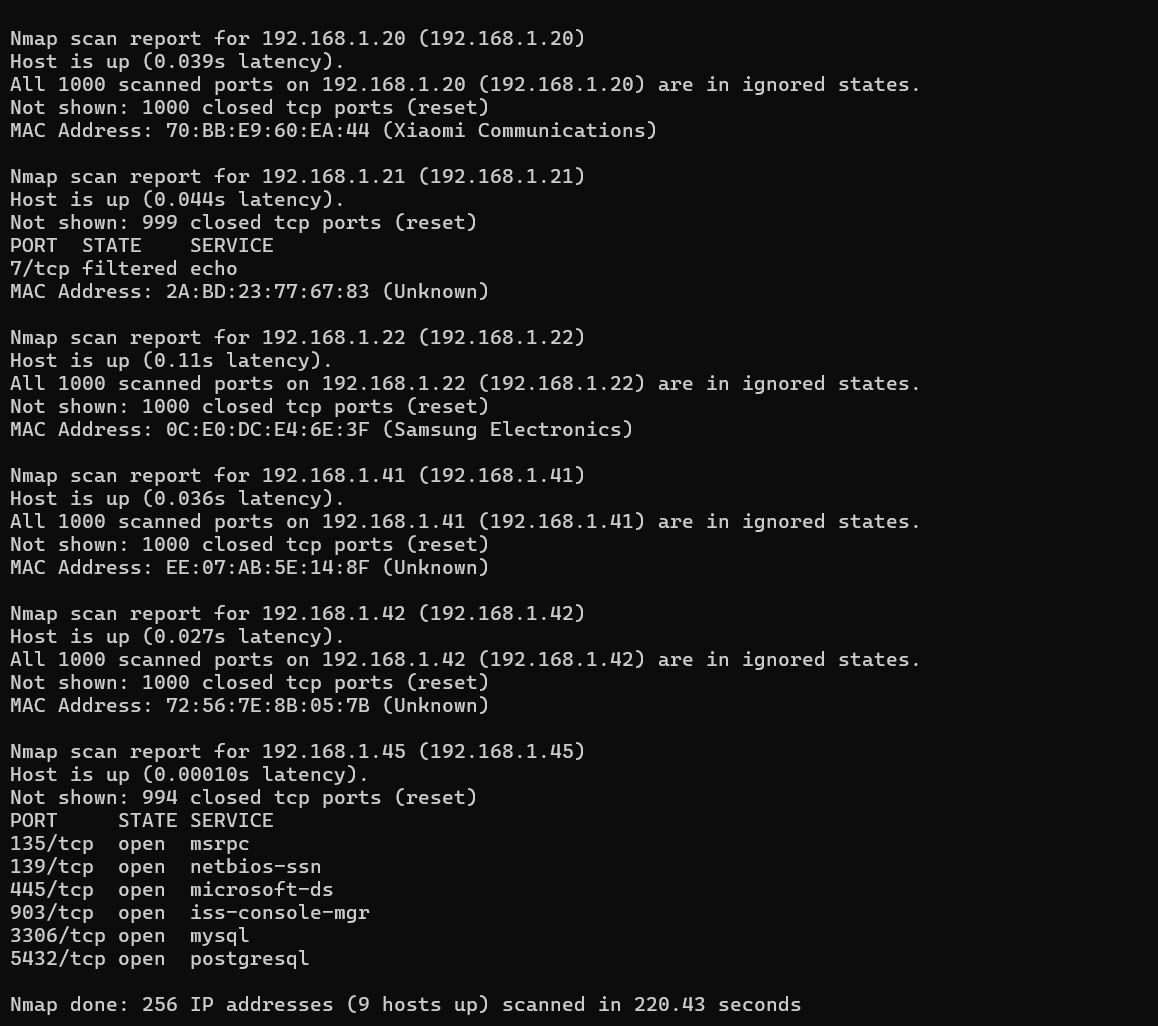 Nmap scan report for 192.168.1.20 (192.168.1.20)
Host is up (0.039s latency).
All 1000 scanned ports on 192.168.1.20 (192.168.1.20) are in ignored states.
Not shown: 1000 closed tcp ports (reset)
MAC Address: 70:BB:E9:60:EA:44 (Xiaomi Communications)

Nmap scan report for 192.168.1.21 (192.168.1.21)
Host is up (0.044s latency).
Not shown: 999 closed tcp ports (reset)
PORT  STATE    SERVICE
7/tcp filtered echo
MAC Address: 2A:BD:23:77:67:83 (Unknown)

Nmap scan report for 192.168.1.22 (192.168.1.22)
Host is up (0.11s latency).
All 1000 scanned ports on 192.168.1.22 (192.168.1.22) are in ignored states.
Not shown: 1000 closed tcp ports (reset)
MAC Address: 0C:E0:DC:E4:6E:3F (Samsung Electronics)

Nmap scan report for 192.168.1.41 (192.168.1.41)
Host is up (0.036s latency).
All 1000 scanned ports on 192.168.1.41 (192.168.1.41) are in ignored states.
Not shown: 1000 closed tcp ports (reset)
MAC Address: EE:07:AB:5E:14:8F (Unknown)

Nmap scan report for 192.168.1.42 (192.168.1.42)
Host is up (0.027s latency).
All 1000 scanned ports on 192.168.1.42 (192.168.1.42) are in ignored states.
Not shown: 1000 closed tcp ports (reset)
MAC Address: 72:56:7E:8B:05:7B (Unknown)

Nmap scan report for 192.168.1.45 (192.168.1.45)
Host is up (0.00010s latency).
Not shown: 994 closed tcp ports (reset)
PORT     STATE SERVICE
135/tcp  open  msrpc
139/tcp  open  netbios-ssn
445/tcp  open  microsoft-ds
903/tcp  open  iss-console-mgr
3306/tcp open  mysql
5432/tcp open  postgresql

Nmap done: 256 IP addresses (9 hosts up) scanned in 220.43 seconds